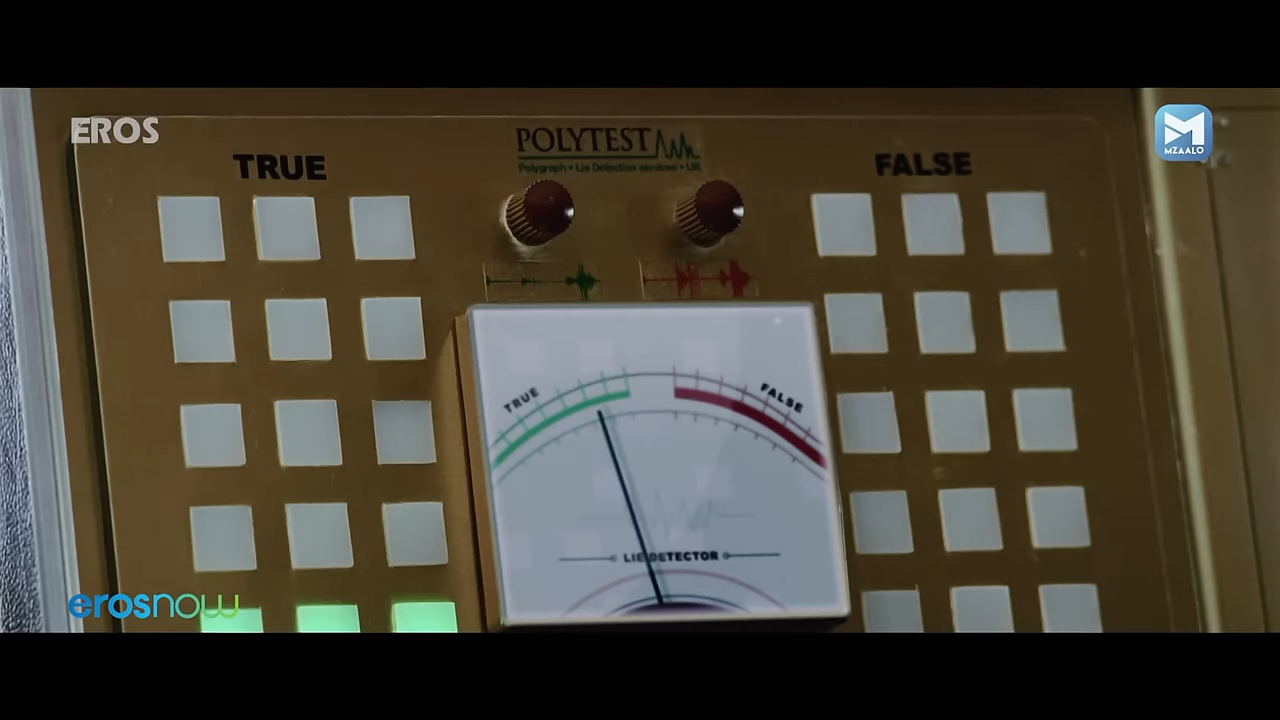 EROS
MZAALO
POLYTEST
Polygraph • Lie Detection services • UK
TRUE
FALSE
TRUE
FALSE
LIE DETECTOR
erosnow